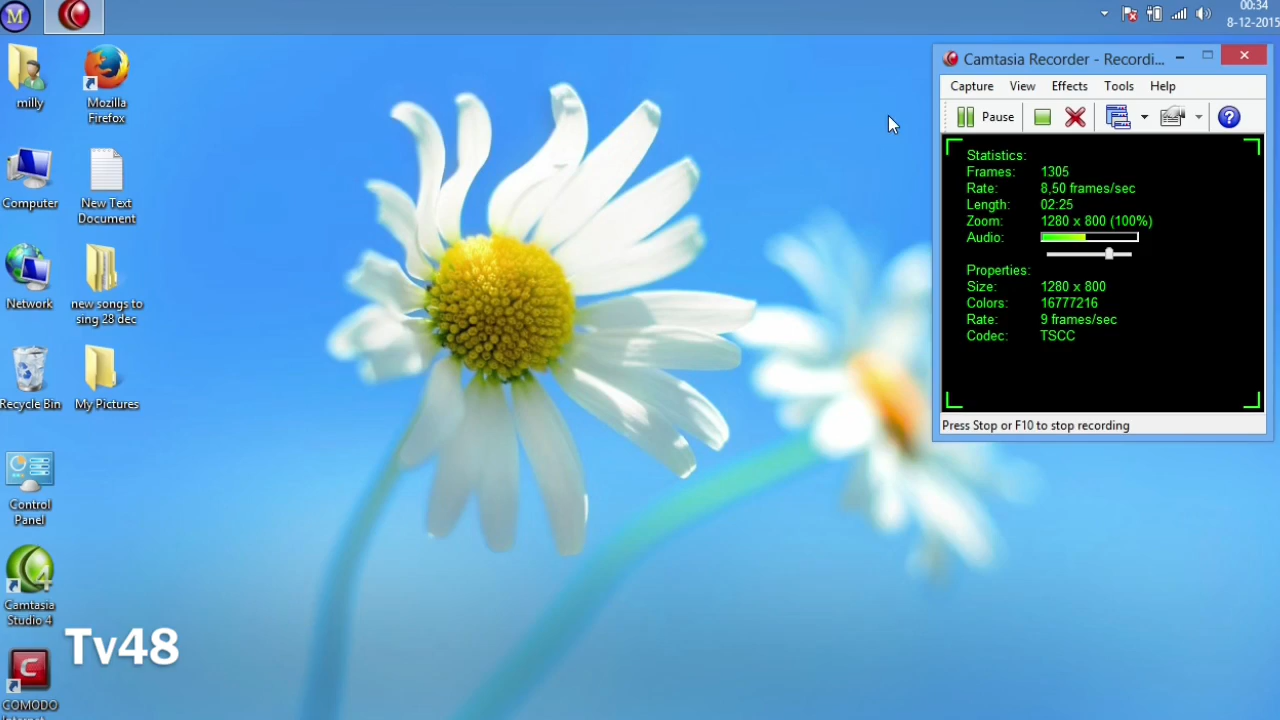 M
00:34
8-12-2015
milly
Mozilla
Firefox
Computer
New Text
Document
Network
new songs to
sing 28 dec
Recycle Bin
My Pictures
Control
Panel
4
Camtasia
Studio 4
Tv48
C
COMODO
Camtasia Recorder - Recordi...
Capture View Effects Tools Help
Pause
?
Statistics:
Frames: 1305
Rate: 8,50 frames/sec
Length: 02:25
Zoom: 1280 x 800 (100%)
Audio:
Properties:
Size: 1280 x 800
Colors: 16777216
Rate: 9 frames/sec
Codec: TSCC
Press Stop or F10 to stop recording